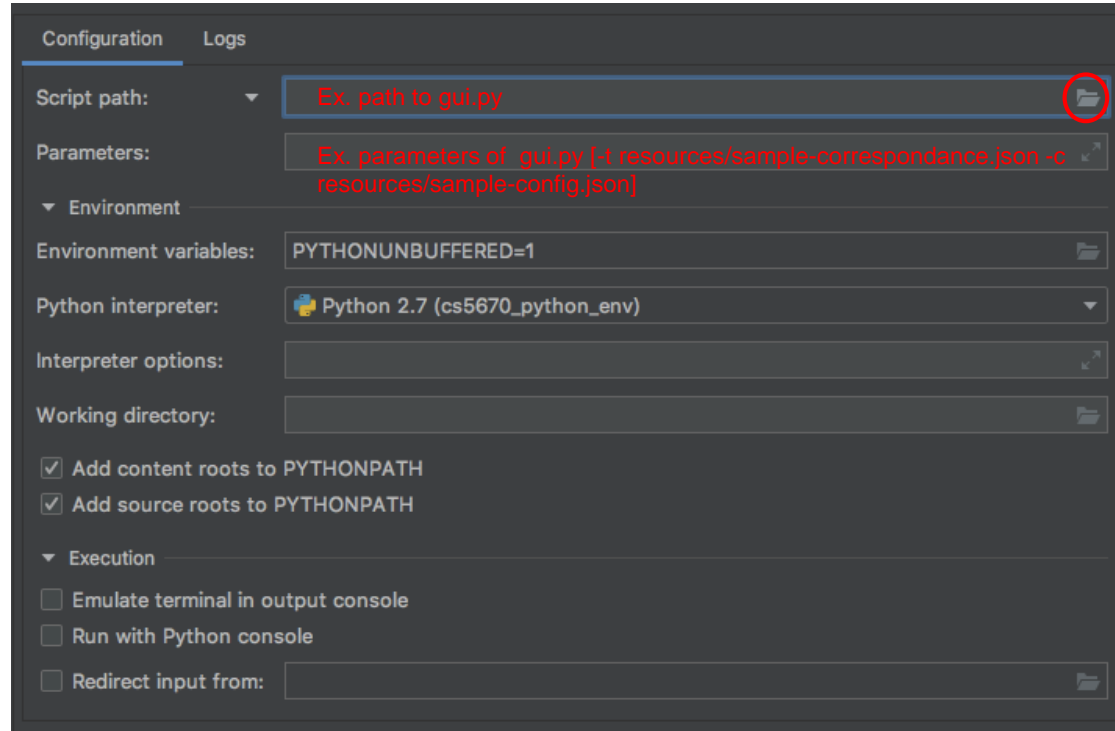 Configuration Logs
Script path: Ex. path to gui.py
Parameters: Ex. parameters of gui.py [-t resources/sample-correspondance.json -c
resources/sample-config.json]
Environment
Environment variables: PYTHONUNBUFFERED=1
Python interpreter: Python 2.7 (cs5670_python_env)
Interpreter options:
Working directory:
Add content roots to PYTHONPATH
Add source roots to PYTHONPATH
Execution
Emulate terminal in output console
Run with Python console
Redirect input from: